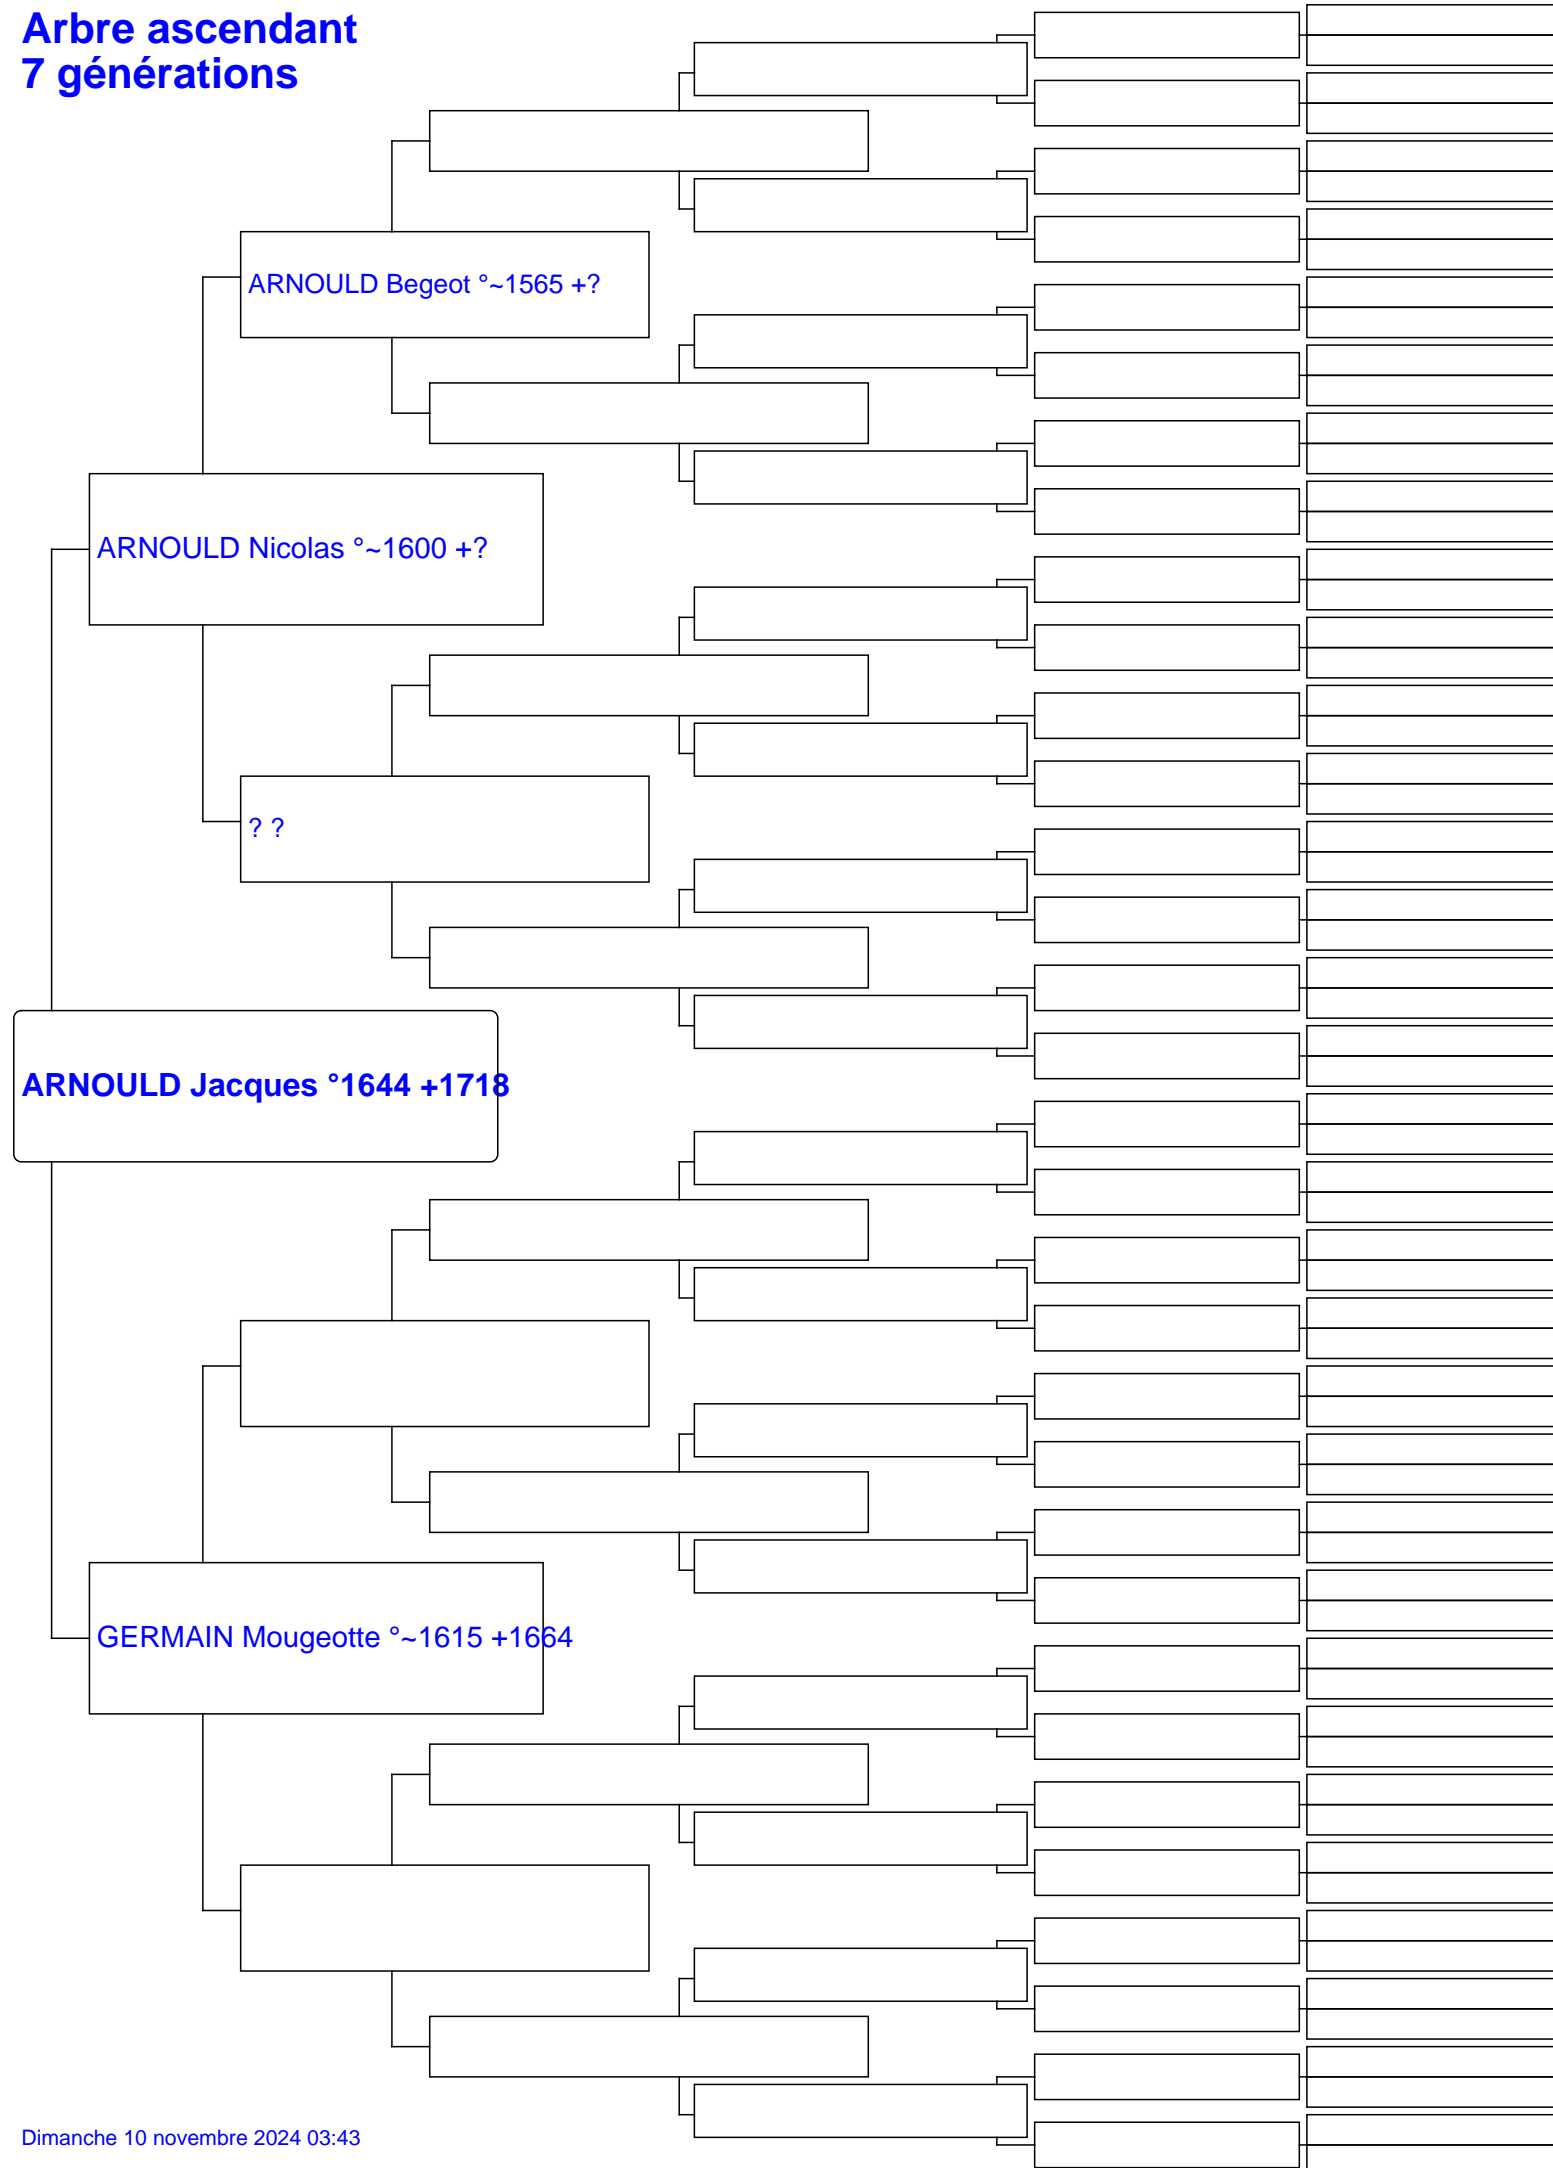 Arbre ascendant
7 générations
ARNOULD Begeot °~1565 +?
ARNOULD Nicolas °~1600 +?
? ?
ARNOULD Jacques °1644 +1718
GERMAIN Mougeotte °~1615 +1664
Dimanche 10 novembre 2024 03:43